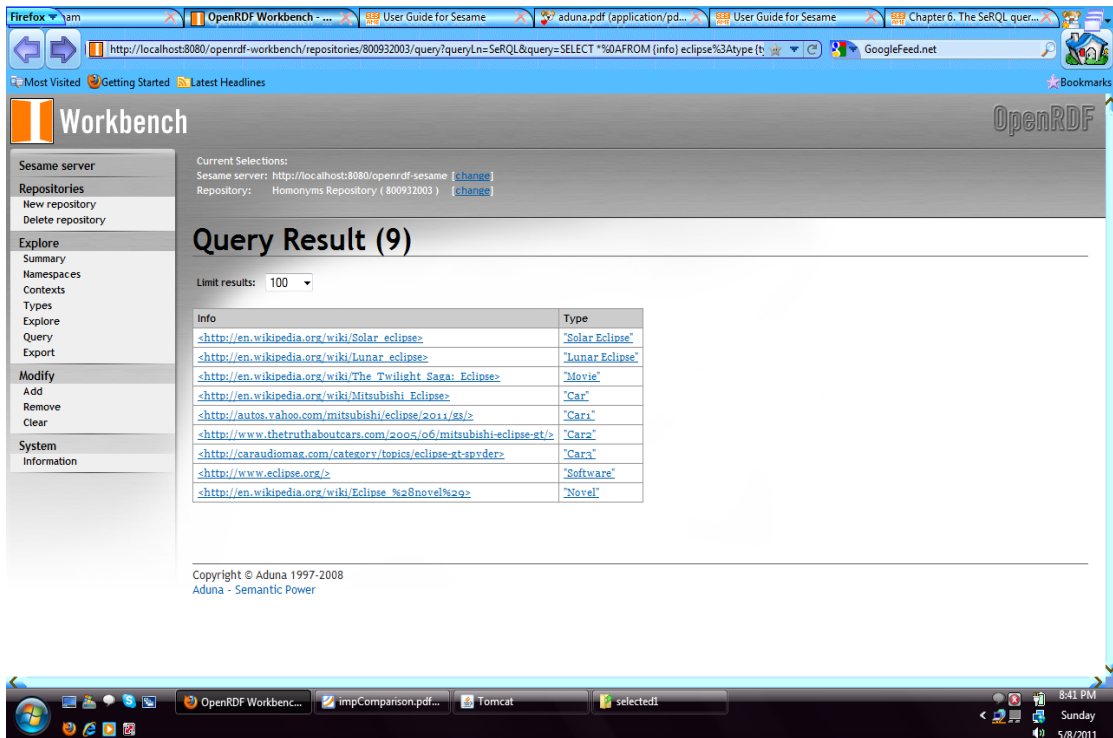 Firefox am OpenRDF Workbench - ... User Guide for Sesame aduna.pdf (application/pd... User Guide for Sesame Chapter 6. The SeRQL quer...
http://localhost:8080/openrdf-workbench/repositories/800932003/query?queryLn=SeRQL&query=SELECT *%0AFROM {info} eclipse%3Atype {ty GoogleFeed.net
Most Visited Getting Started Latest Headlines Bookmarks
Workbench OpenRDF
Current Selections:
Sesame server: http://localhost:8080/openrdf-sesame [change]
Repository: Homonyms Repository ( 800932003 ) [change]
Sesame server
Repositories
New repository
Delete repository
Explore
Summary
Namespaces
Contexts
Types
Explore
Query
Export
Modify
Add
Remove
Clear
System
Information
Query Result (9)
Limit results: 100
Info Type
<http://en.wikipedia.org/wiki/Solar_eclipse> "Solar Eclipse"
<http://en.wikipedia.org/wiki/Lunar_eclipse> "Lunar Eclipse"
<http://en.wikipedia.org/wiki/The_Twilight_Saga:_Eclipse> "Movie"
<http://en.wikipedia.org/wiki/Mitsubishi_Eclipse> "Car"
<http://autos.yahoo.com/mitsubishi/eclipse/2011/gs/> "Car1"
<http://www.thetruthaboutcars.com/2005/06/mitsubishi-eclipse-gt/> "Car2"
<http://caraudiomag.com/category/topics/eclipse-gt-spyder> "Car3"
<http://www.eclipse.org/> "Software"
<http://en.wikipedia.org/wiki/Eclipse_%28novel%29> "Novel"
Copyright © Aduna 1997-2008
Aduna - Semantic Power
OpenRDF Workbenc... impComparison.pdf... Tomcat selected1
8:41 PM
Sunday
5/8/2011